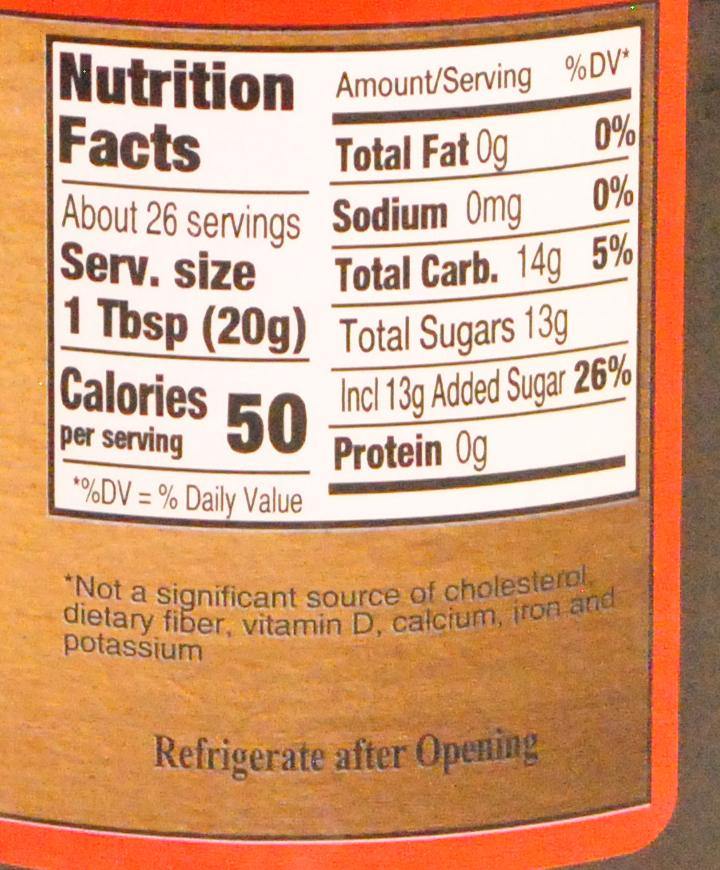 Nutrition
Facts
About 26 servings
Serv. size
1 Tbsp (20g)
Calories 50
per serving
*%DV = % Daily Value
Amount/Serving %DV*
Total Fat 0g 0%
Sodium 0mg 0%
Total Carb. 14g 5%
Total Sugars 13g
Incl 13g Added Sugar 26%
Protein 0g
*Not a significant source of cholesterol,
dietary fiber, vitamin D, calcium, iron and
potassium
Refrigerate after Opening